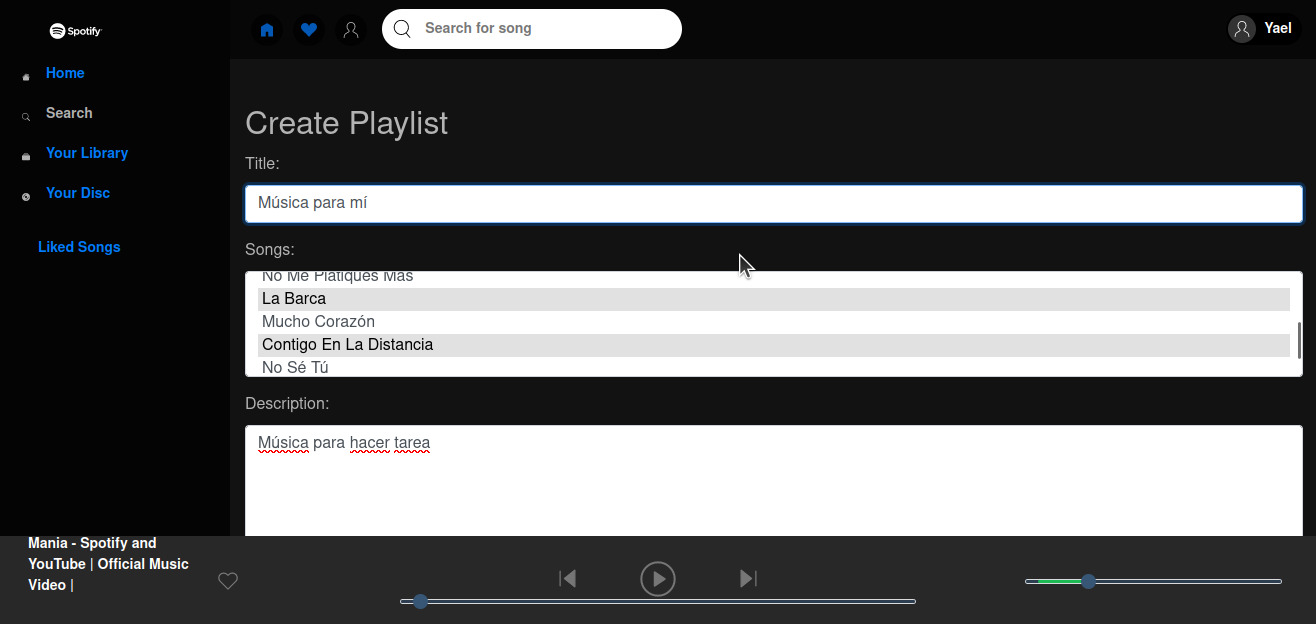 Spotify
Search for song
Yael
Home
Search
Your Library
Your Disc
Liked Songs
Create Playlist
Title:
Música para mí
Songs:
No Me Platiques Más
La Barca
Mucho Corazón
Contigo En La Distancia
No Sé Tú
Description:
Música para hacer tarea
Mania - Spotify and
YouTube | Official Music
Video |